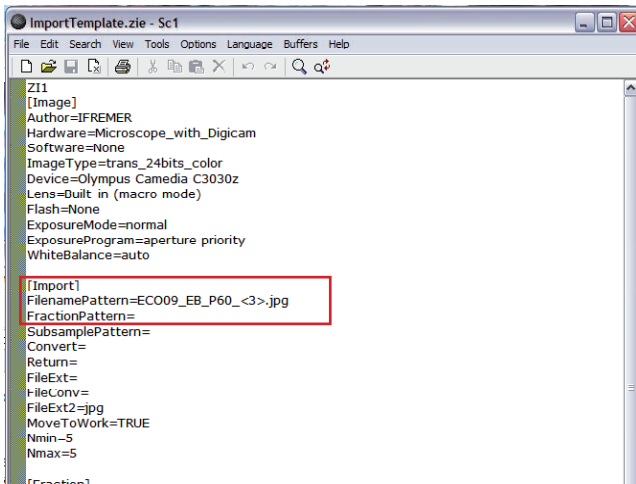 ImportTemplate.zie - Sc1
File Edit Search View Tools Options Language Buffers Help
ZI1
[Image]
Author=IFREMER
Hardware=Microscope_with_Digicam
Software=None
ImageType=trans_24bits_color
Device=Olympus Camedia C3030z
Lens=Built in (macro mode)
Flash=None
ExposureMode=normal
ExposureProgram=aperture priority
WhiteBalance=auto
[Import]
FilenamePattern=ECO09_EB_P60_<3>.jpg
FractionPattern=
SubsamplePattern=
Convert=
Return=
FileExt=
FileConv=
FileExt2=jpg
MoveToWork=TRUE
Nmin=5
Nmax=5
[Fraction]